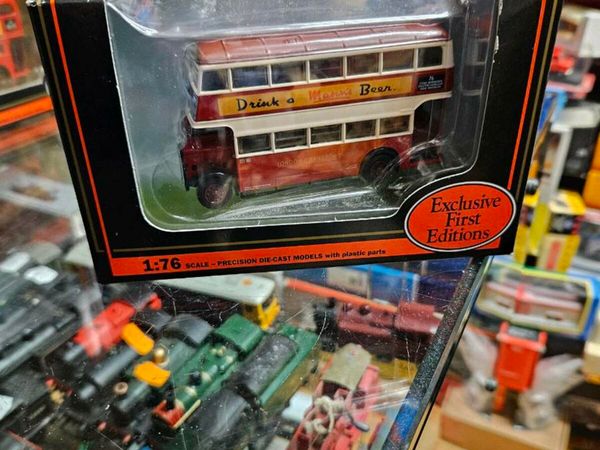 Drink a Mann's Beer.
Exclusive
First
Editions
1:76 SCALE – PRECISION DIE-CAST MODELS with plastic parts